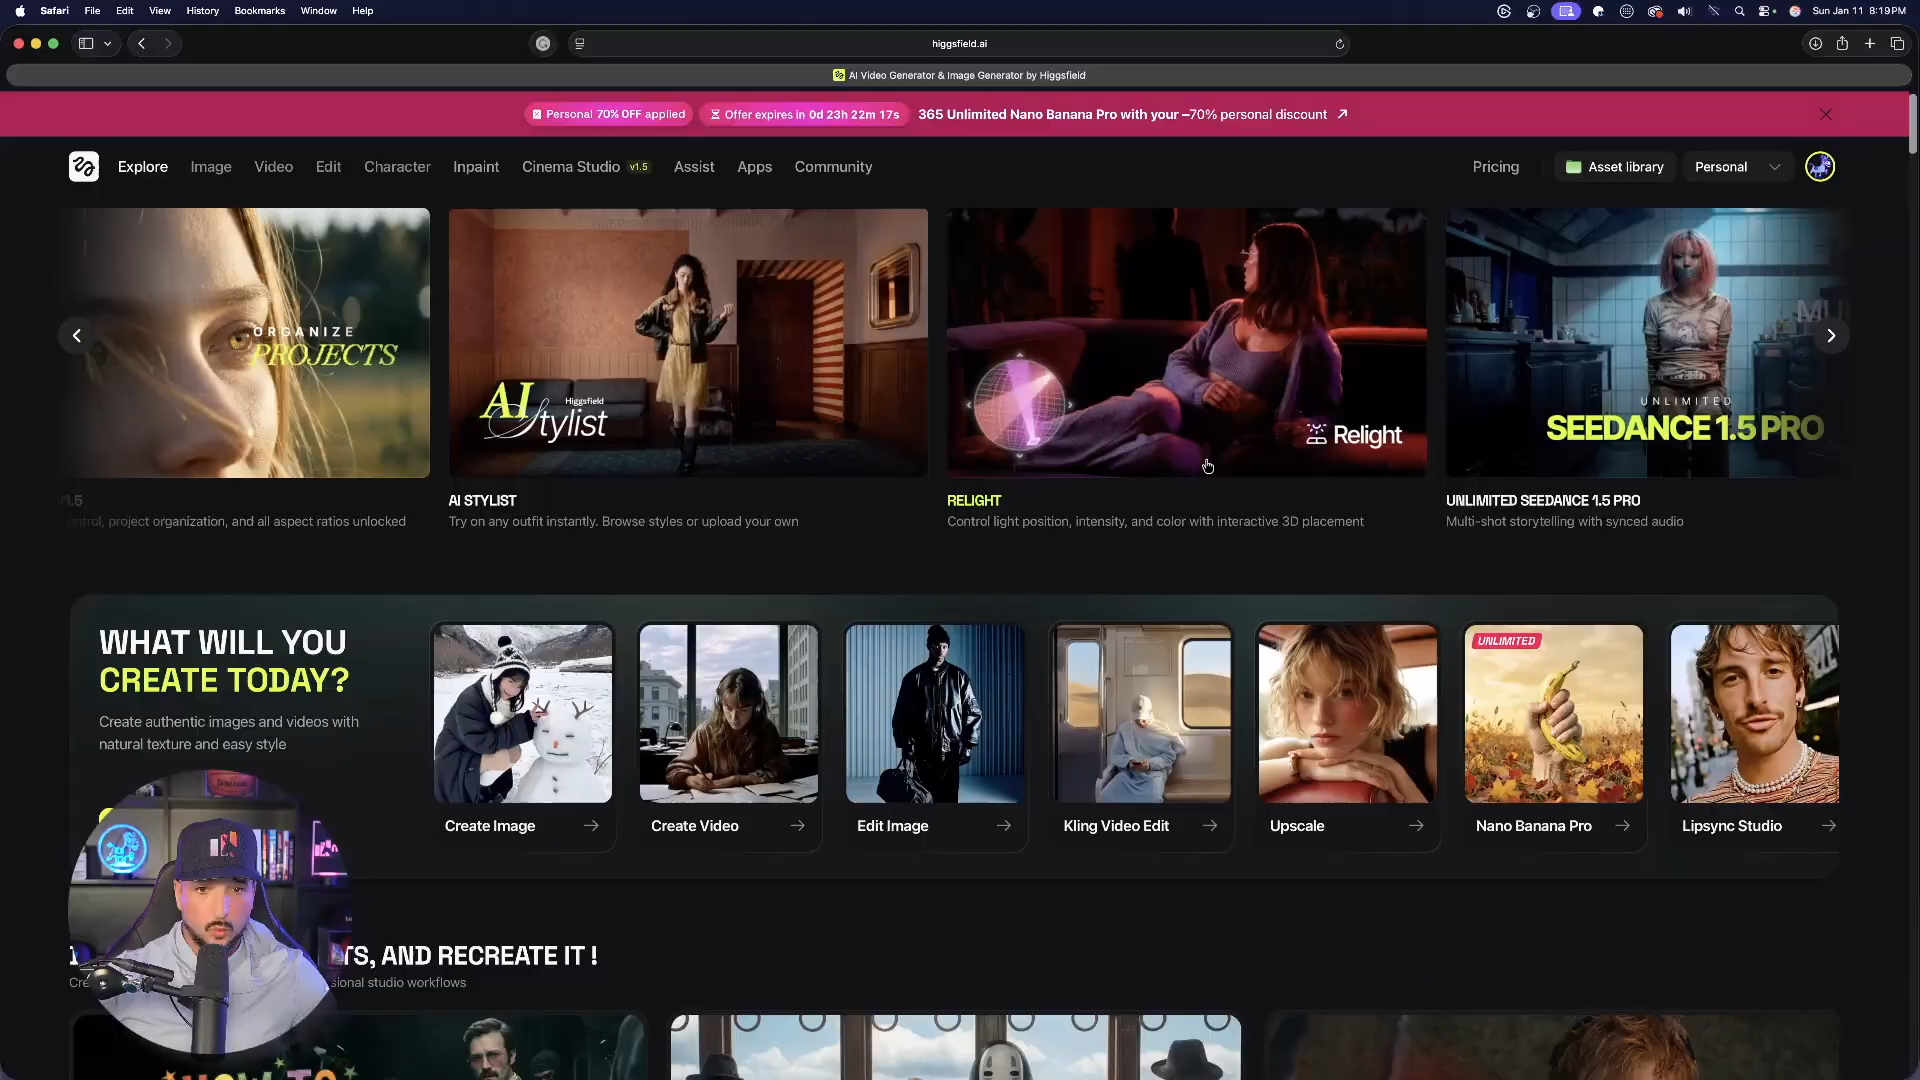 Safari File Edit View History Bookmarks Window Help
Sun Jan 11 8:19 PM
higgsfield.ai
AI Video Generator & Image Generator by Higgsfield
Personal 70% OFF applied
Offer expires in 0d 23h 22m 17s
365 Unlimited Nano Banana Pro with your –70% personal discount
Explore Image Video Edit Character Inpaint Cinema Studio v1.5 Assist Apps Community
Pricing Asset library Personal
ORGANIZE
PROJECTS
AI
Higgsfield
Stylist
Relight
UNLIMITED
SEEDANCE 1.5 PRO
AI STYLIST
RELIGHT
UNLIMITED SEEDANCE 1.5 PRO
project organization, and all aspect ratios unlocked
Try on any outfit instantly. Browse styles or upload your own
Control light position, intensity, and color with interactive 3D placement
Multi-shot storytelling with synced audio
WHAT WILL YOU
CREATE TODAY?
Create authentic images and videos with
natural texture and easy style
UNLIMITED
Create Image
Create Video
Edit Image
Kling Video Edit
Upscale
Nano Banana Pro
Lipsync Studio
TS, AND RECREATE IT !
sional studio workflows
HOW TO